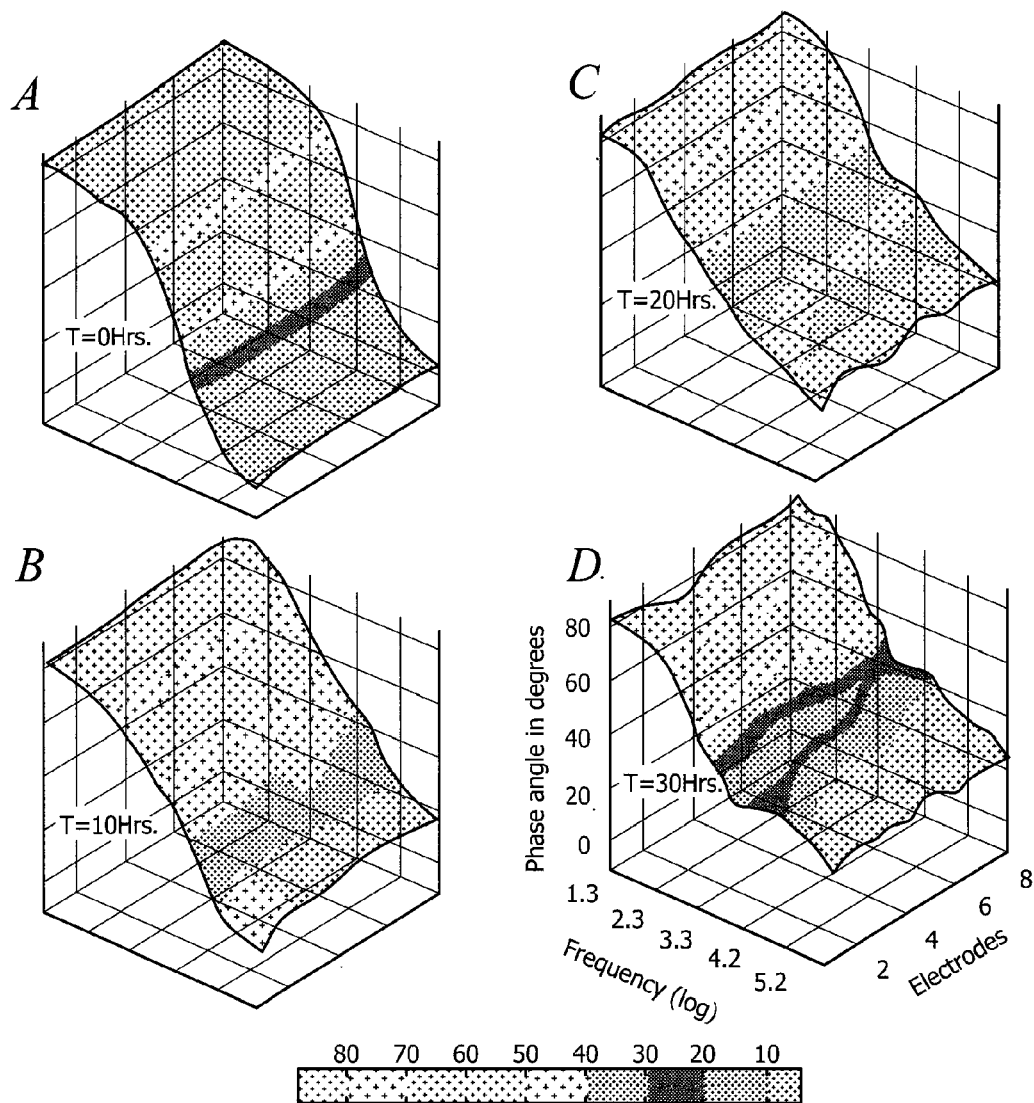 A
T=0Hrs.
B
T=10Hrs.
C
T=20Hrs.
D
T=30Hrs.
Phase angle in degrees
80
60
40
20
0
1.3
2.3
3.3
4.2
5.2
Frequency (log)
2
4
6
8
Electrodes
80 70 60 50 40 30 20 10